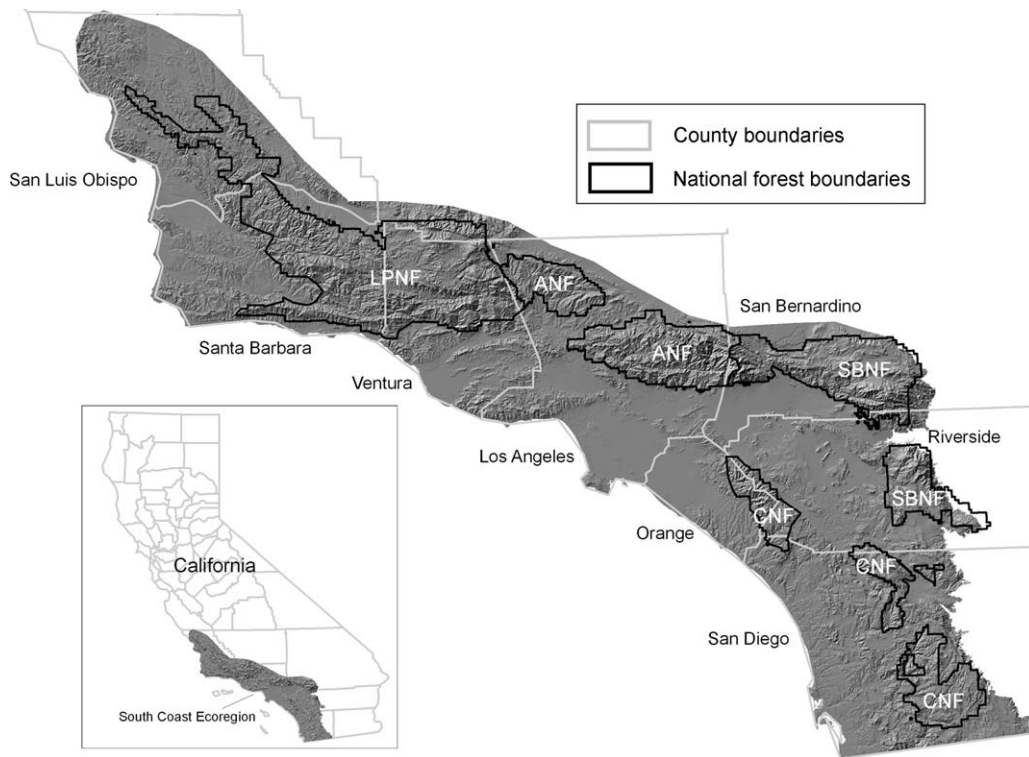 County boundaries
National forest boundaries
San Luis Obispo
LPNF
ANF
San Bernardino
Santa Barbara
ANF
SBNF
Ventura
Los Angeles
Riverside
SBNF
Orange
CNF
CNF
California
San Diego
CNF
South Coast Ecoregion